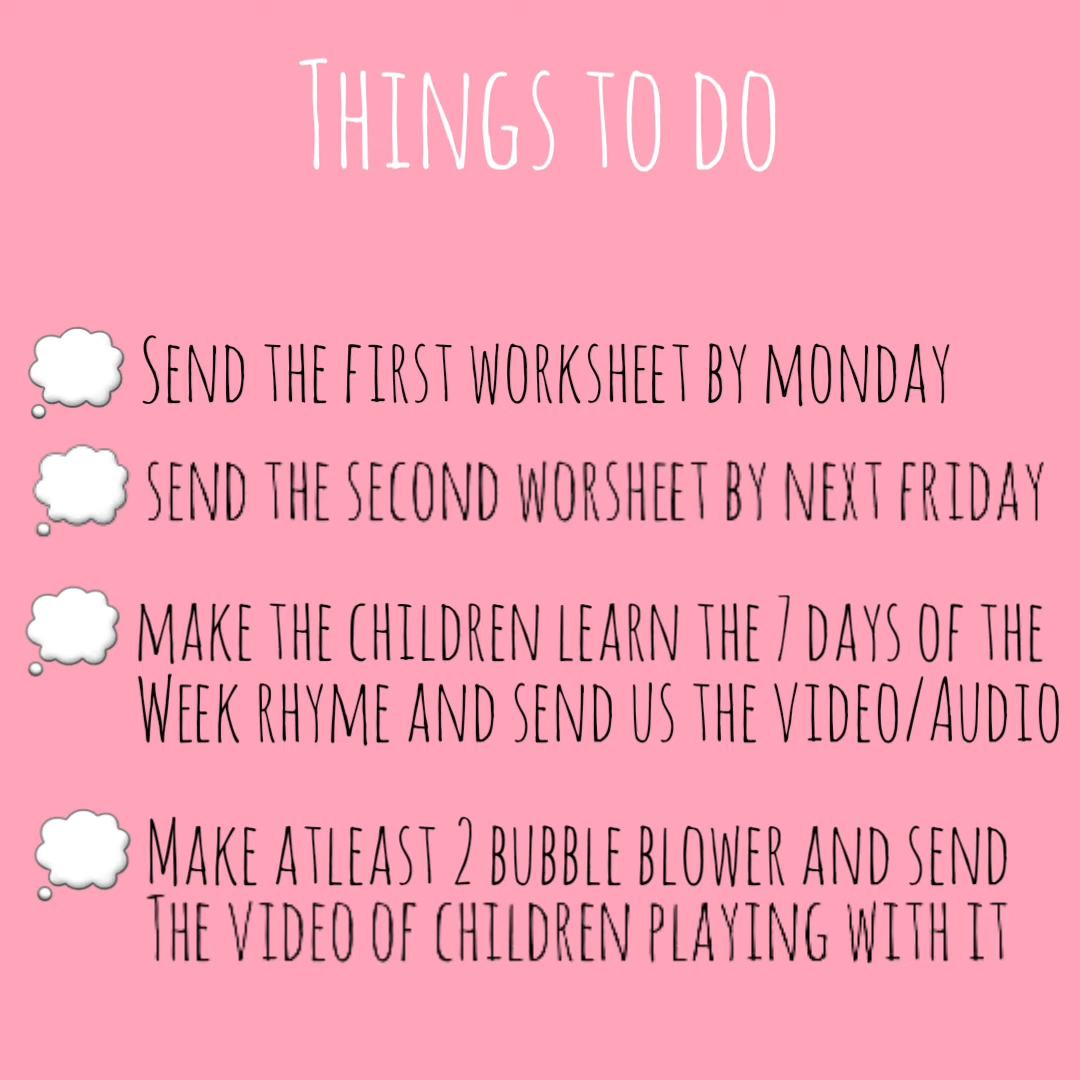 Things to do
Send the first worksheet by monday
send the second worsheet by next friday
make the children learn the 7 days of the
Week rhyme and send us the video/Audio
Make atleast 2 bubble blower and send
The video of children playing with it